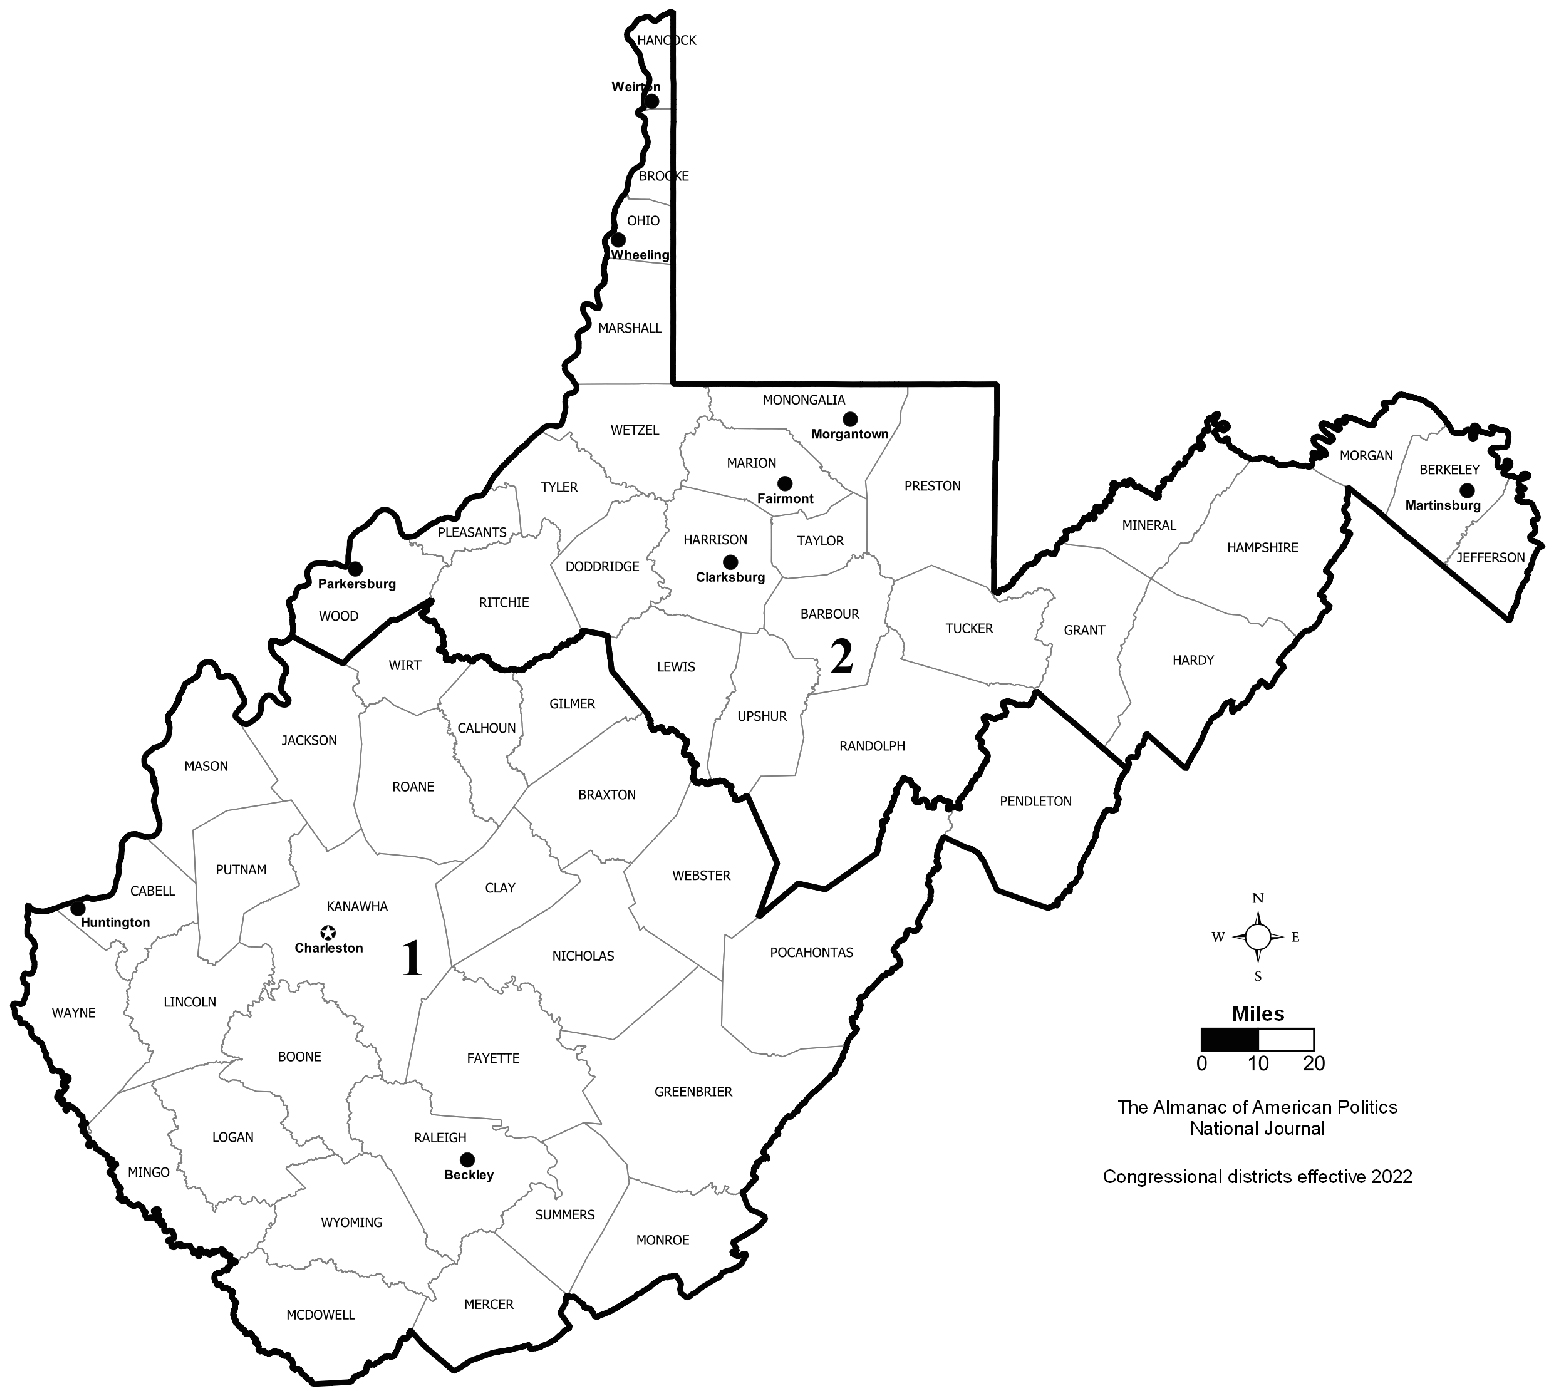 HANCOCK
Weirton
BROOKE
OHIO
Wheeling
MARSHALL
MONONGALIA
Morgantown
WETZEL
MARION
Fairmont
PRESTON
TYLER
PLEASANTS
HARRISON
Clarksburg
TAYLOR
DODDRIDGE
MORGAN
BERKELEY
Martinsburg
JEFFERSON
MINERAL
HAMPSHIRE
Parkersburg
WOOD
RITCHIE
BARBOUR
2
TUCKER
GRANT
HARDY
WIRT
LEWIS
GILMER
CALHOUN
UPSHUR
RANDOLPH
JACKSON
MASON
ROANE
BRAXTON
PENDLETON
PUTNAM
CABELL
Huntington
CLAY
WEBSTER
KANAWHA
Charleston
1
NICHOLAS
POCAHONTAS
WAYNE
LINCOLN
BOONE
FAYETTE
GREENBRIER
LOGAN
RALEIGH
Beckley
MINGO
WYOMING
SUMMERS
MONROE
MCDOWELL
MERCER
N
W E
S
Miles
0 10 20
The Almanac of American Politics
National Journal
Congressional districts effective 2022